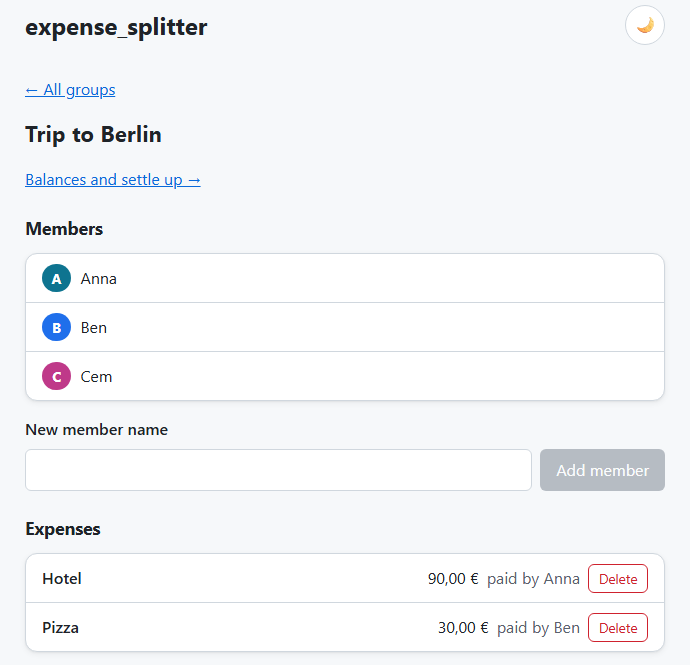 expense_splitter
← All groups
Trip to Berlin
Balances and settle up →
Members
A Anna
B Ben
C Cem
New member name
Add member
Expenses
Hotel 90,00 € paid by Anna Delete
Pizza 30,00 € paid by Ben Delete